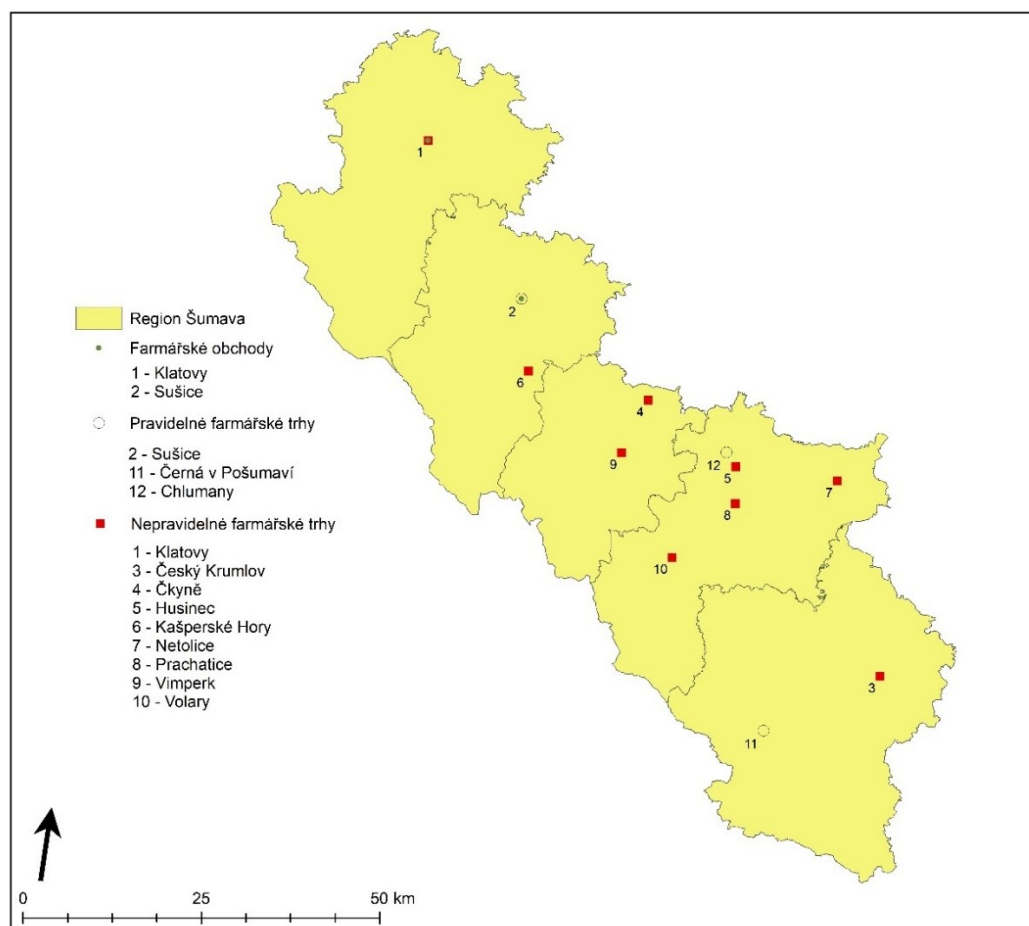 Region Šumava
Farmářské obchody
1 - Klatovy
2 - Sušice
Pravidelné farmářské trhy
2 - Sušice
11 - Černá v Pošumaví
12 - Chlumany
Nepravidelné farmářské trhy
1 - Klatovy
3 - Český Krumlov
4 - Čkyně
5 - Husinec
6 - Kašperské Hory
7 - Netolice
8 - Prachatice
9 - Vimperk
10 - Volary
1
2
6
4
9
12
5
7
8
10
3
11
0 25 50 km